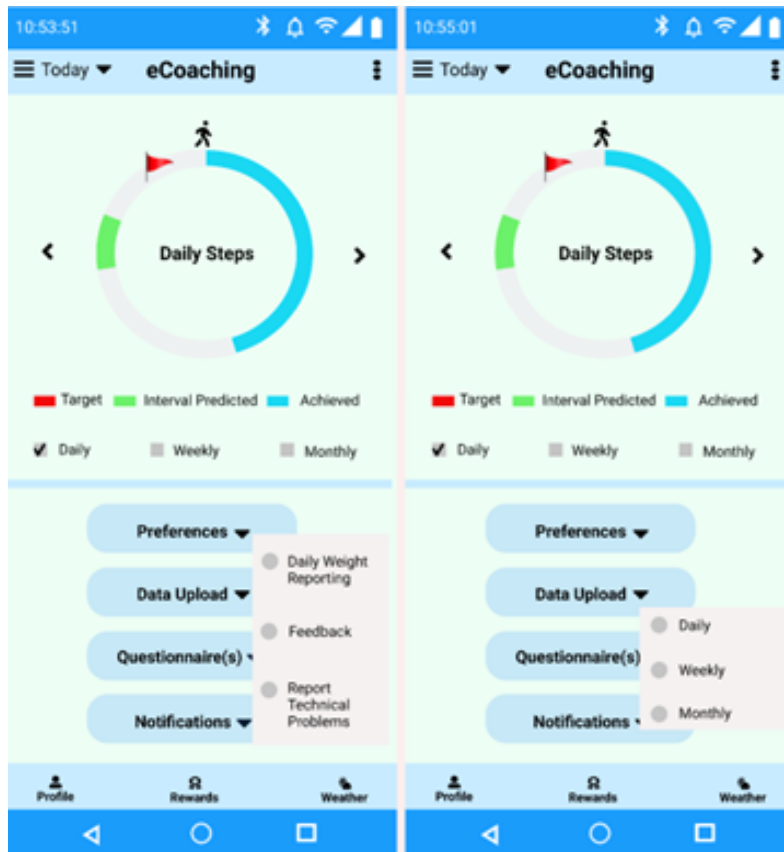 10:53:51
Today
eCoaching
Daily Steps
Target
Interval Predicted
Achieved
Daily
Weekly
Monthly
Preferences
Data Upload
Questionnaire(s)
Notifications
Daily Weight
Reporting
Feedback
Report
Technical
Problems
Profile
Rewards
Weather
10:55:01
Today
eCoaching
Daily Steps
Target
Interval Predicted
Achieved
Daily
Weekly
Monthly
Preferences
Data Upload
Questionnaire(s)
Notifications
Daily
Weekly
Monthly
Profile
Rewards
Weather